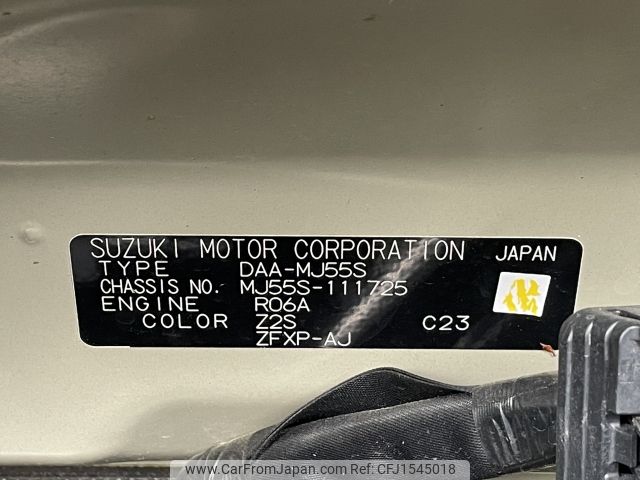 SUZUKI MOTOR CORPORATION JAPAN
TYPE DAA-MJ55S
CHASSIS NO. MJ55S-111725
ENGINE R06A
COLOR Z2S C23
ZFXP-AJ
www.CarFromJapan.com Ref No. CFJ1545018